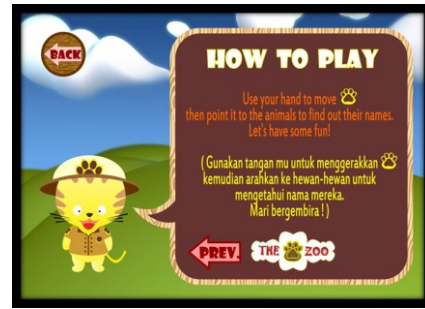 BACK
HOW TO PLAY
Use your hand to move
then point it to the animals to find out their names.
Let's have some fun!
( Gunakan tangan mu untuk menggerakkan
kemudian arahkan ke hewan-hewan untuk
mengetahui nama mereka.
Mari bergembira ! )
PREV.
THE ZOO